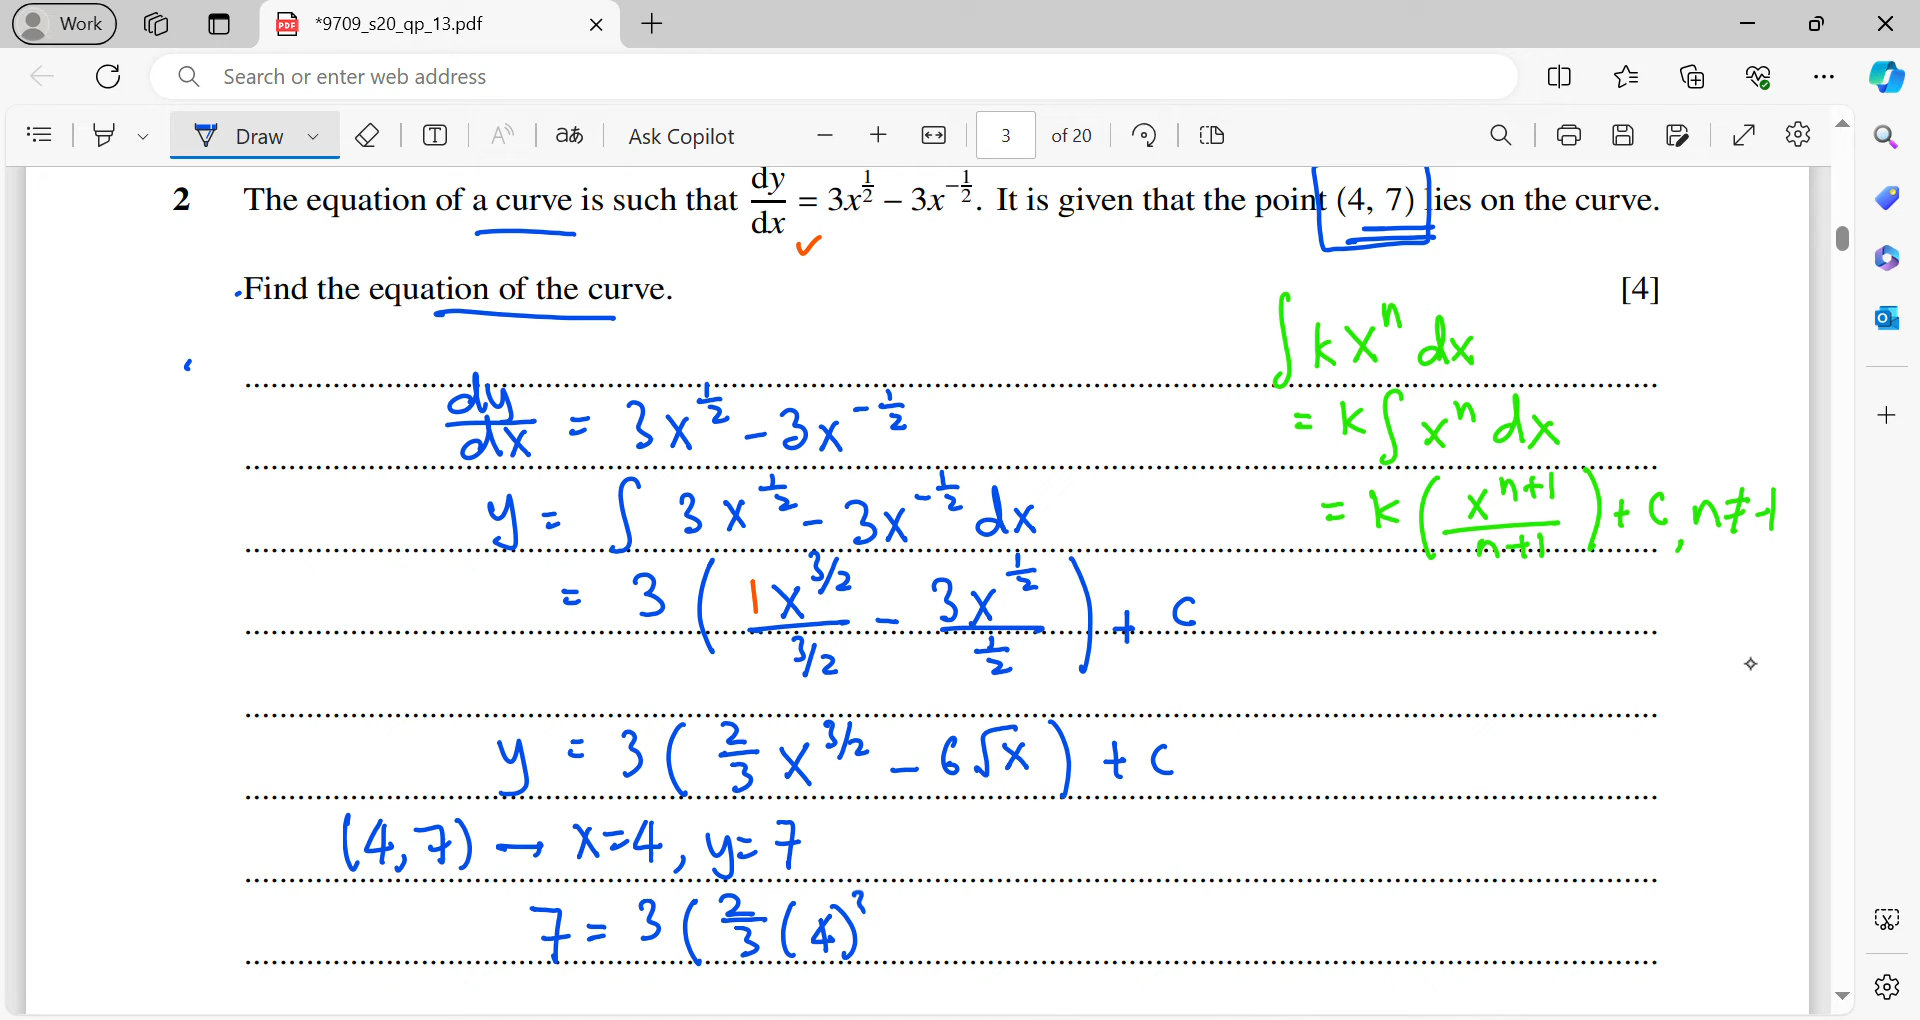 Work
*9709_s20_qp_13.pdf
Search or enter web address
Draw
T
A
aあ
Ask Copilot
3 of 20
2 The equation of a curve is such that dy/dx = 3x^{1/2} − 3x^{−1/2}. It is given that the point (4, 7) lies on the curve.
Find the equation of the curve. [4]
∫ k x^n dx
= k ∫ x^n dx
= k ( x^{n+1} / n+1 ) + c, n ≠ -1
dy/dx = 3x^{1/2} - 3x^{-1/2}
y = ∫ 3x^{1/2} - 3x^{-1/2} dx
= 3 ( 1x^{3/2} / 3/2 - 3x^{1/2} / 1/2 ) + c
y = 3 ( 2/3 x^{3/2} - 6√x ) + c
(4,7) → x=4, y=7
7 = 3 ( 2/3 (4)